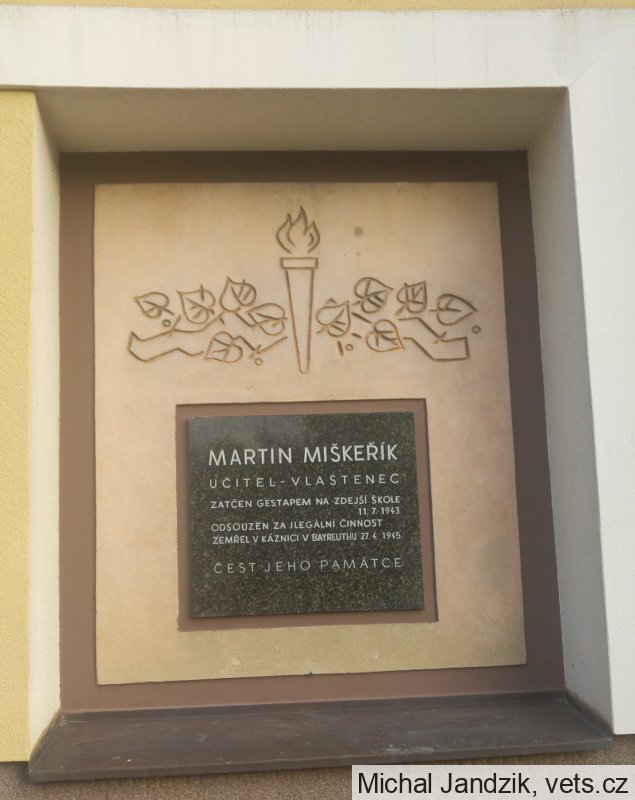 MARTIN MIŠKEŘÍK
UČITEL-VLASTENEC
ZATČEN GESTAPEM NA ZDEJŠÍ ŠKOLE
11. 7. 1943
ODSOUZEN ZA ILEGÁLNÍ ČINNOST
ZEMŘEL V KÁZNICI V BAYREUTHU 27. 4. 1945
ČEST JEHO PAMÁTCE
Michal Jandzik, vets.cz